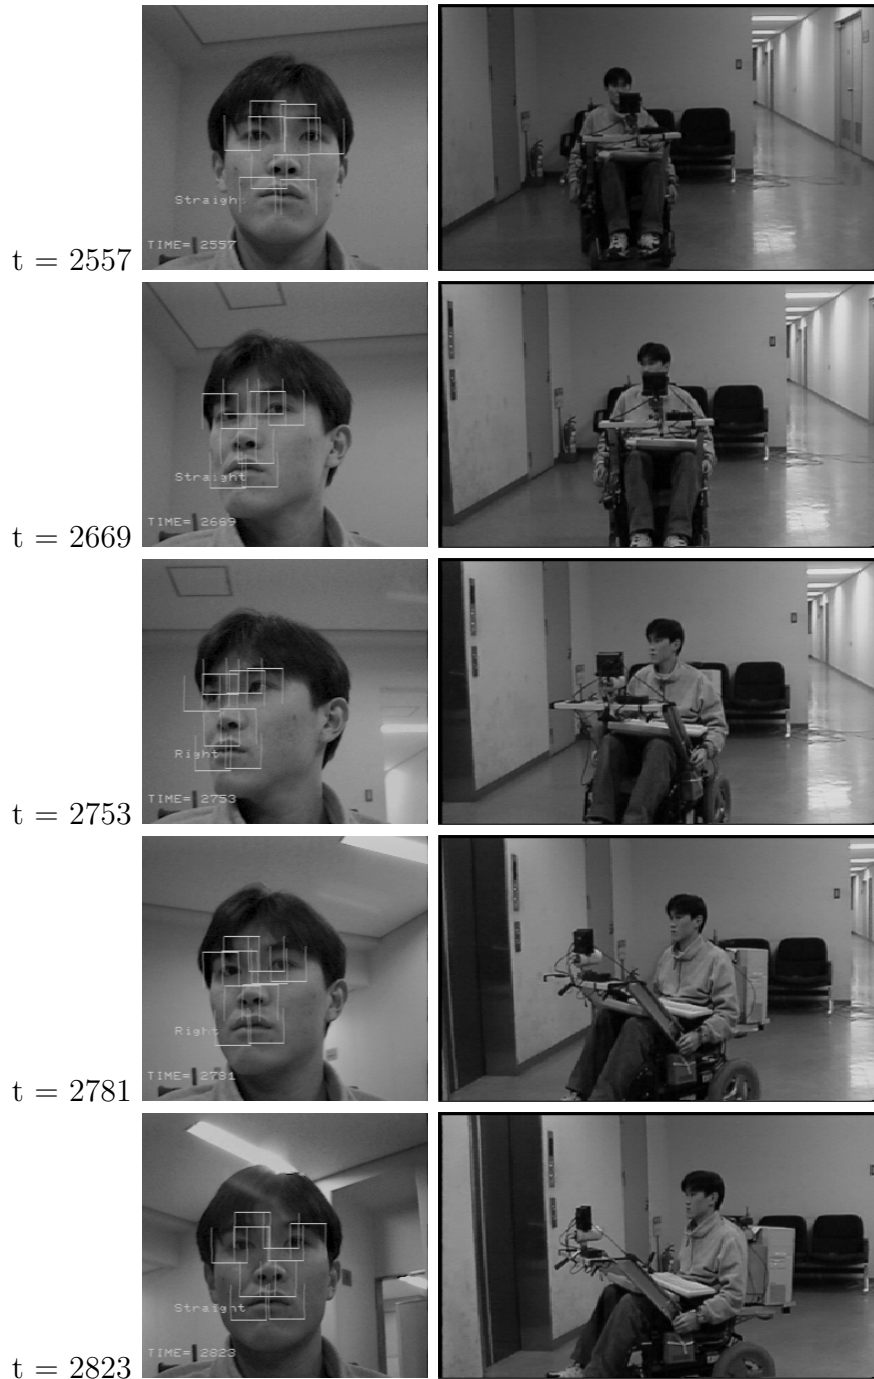 Straight
TIME= 2557
t = 2557
Straight
TIME= 2669
t = 2669
Right
TIME= 2753
t = 2753
Right
TIME= 2781
t = 2781
Straight
TIME= 2823
t = 2823